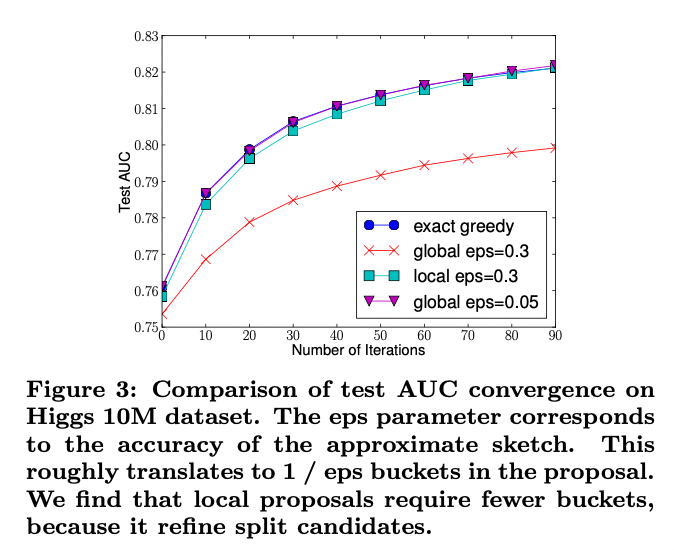 0.83
0.82
0.81
0.80
0.79
0.78
0.77
0.76
0.75
Test AUC
exact greedy
global eps=0.3
local eps=0.3
global eps=0.05
0 10 20 30 40 50 60 70 80 90
Number of Iterations
Figure 3: Comparison of test AUC convergence on
Higgs 10M dataset. The eps parameter corresponds
to the accuracy of the approximate sketch. This
roughly translates to 1 / eps buckets in the proposal.
We find that local proposals require fewer buckets,
because it refine split candidates.